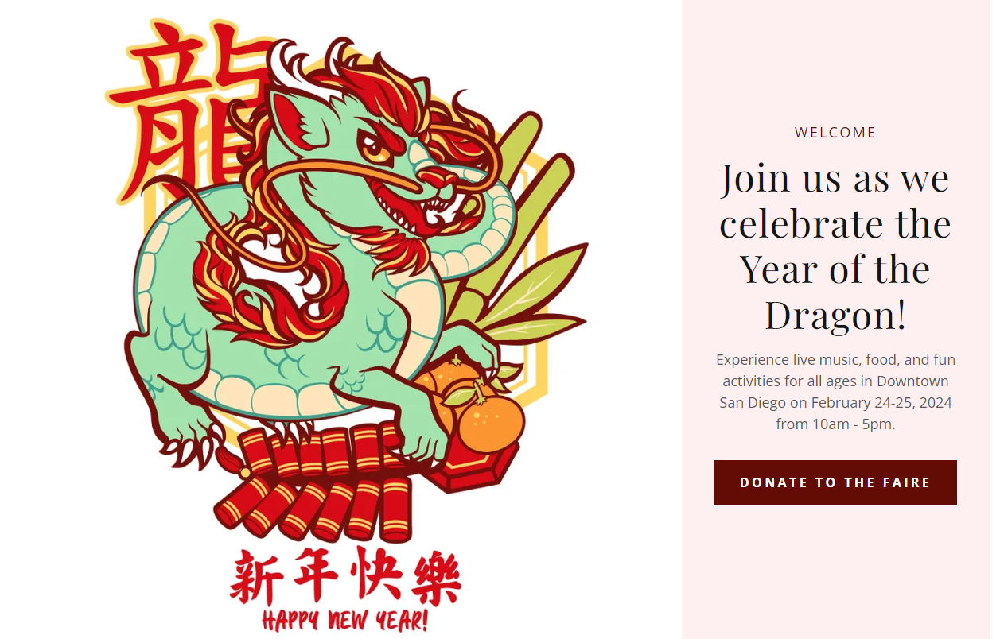 龍
新年快樂
HAPPY NEW YEAR!
WELCOME
Join us as we
celebrate the
Year of the
Dragon!
Experience live music, food, and fun
activities for all ages in Downtown
San Diego on February 24-25, 2024
from 10am - 5pm.
DONATE TO THE FAIRE